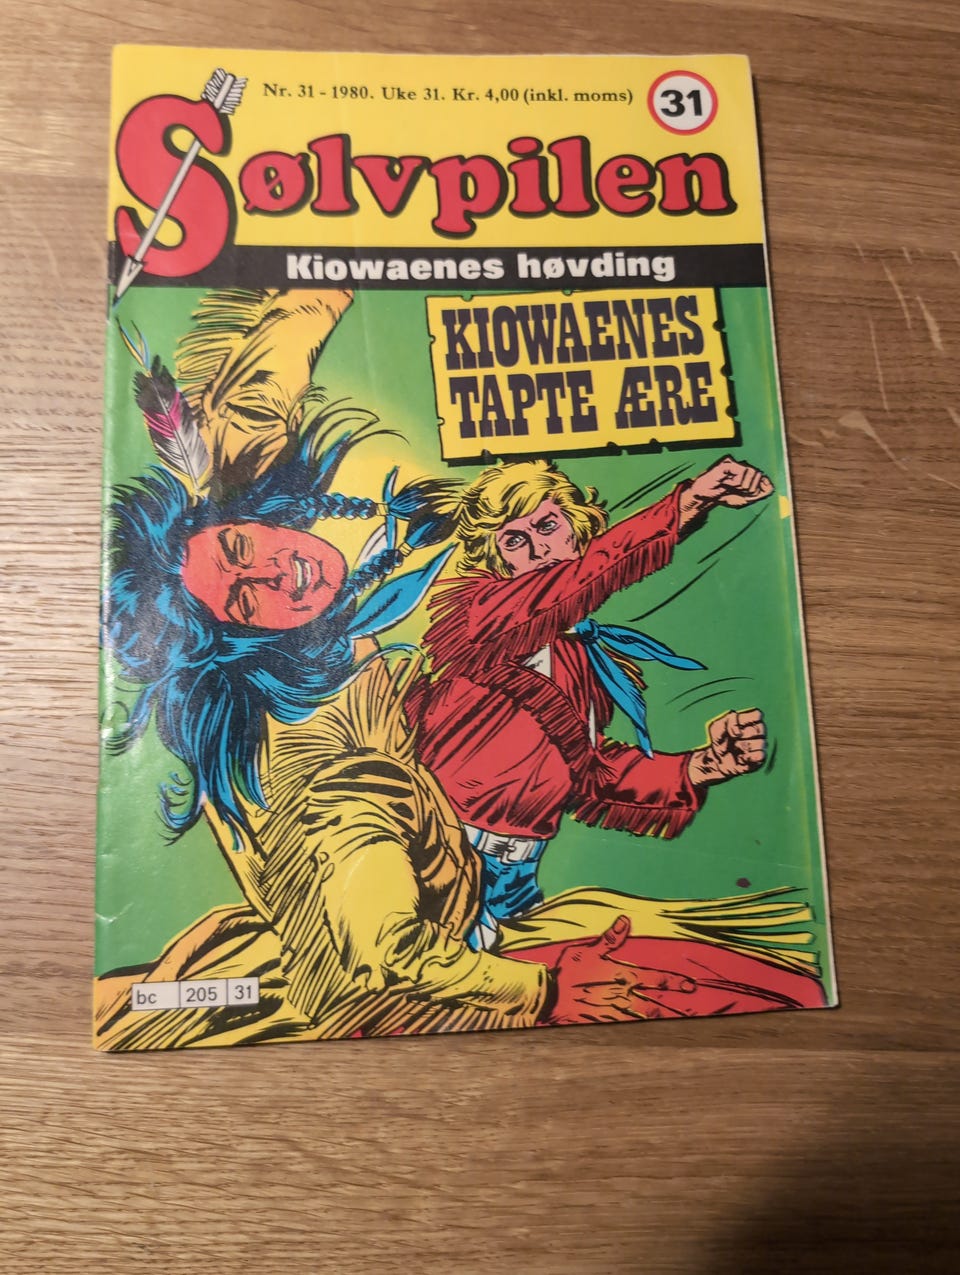 Nr. 31 - 1980. Uke 31. Kr. 4,00 (inkl. moms)
31
Sølvpilen
Kiowaenes høvding
KIOWAENES
TAPTE ÆRE
bc 205 31